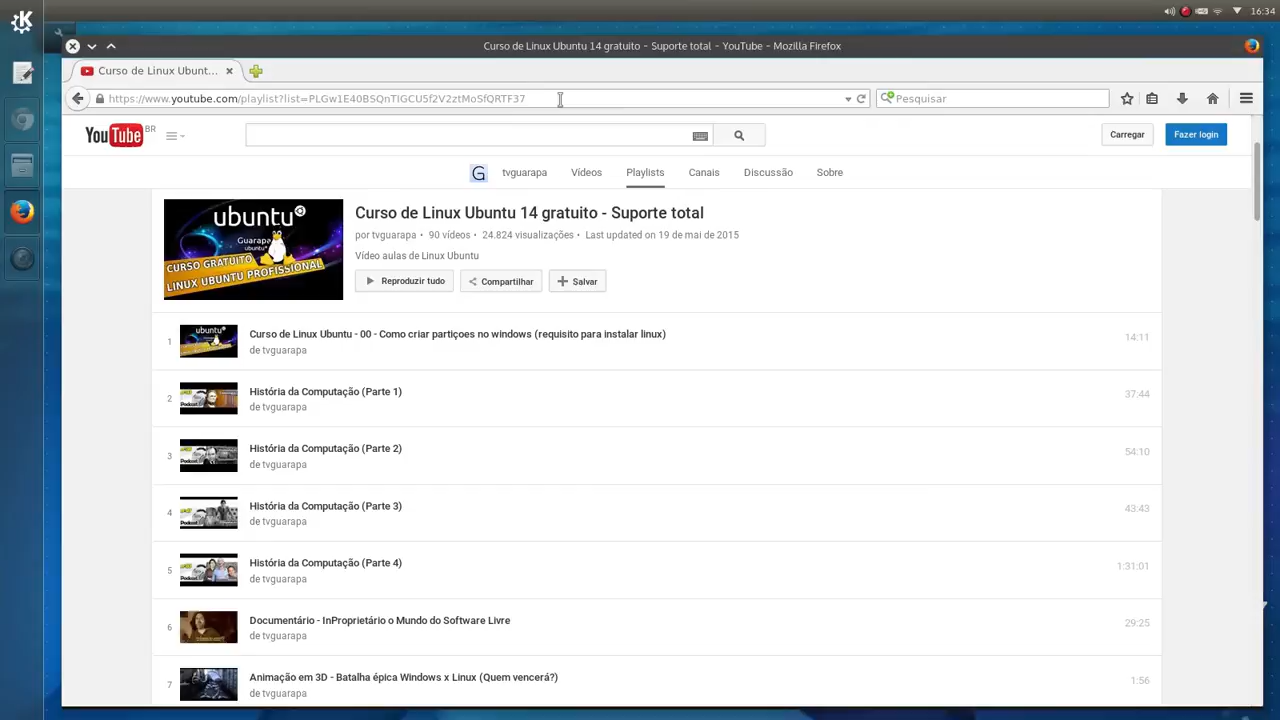 16:34
Curso de Linux Ubuntu 14 gratuito - Suporte total - YouTube - Mozilla Firefox
Curso de Linux Ubunt...
https://www.youtube.com/playlist?list=PLGw1E40BSQnTIGCU5f2V2ztMoSfQRTF37
Pesquisar
YouTube BR
Carregar
Fazer login
G tvguarapa Vídeos Playlists Canais Discussão Sobre
ubuntu
Guarapa
ubuntu
CURSO GRATUITO
LINUX UBUNTU PROFISSIONAL
Curso de Linux Ubuntu 14 gratuito - Suporte total
por tvguarapa • 90 vídeos • 24.824 visualizações • Last updated on 19 de mai de 2015
Vídeo aulas de Linux Ubuntu
Reproduzir tudo Compartilhar Salvar
1 ubuntu Curso de Linux Ubuntu - 00 - Como criar partiçoes no windows (requisito para instalar linux) 14:11
de tvguarapa
2 Podcast História da Computação (Parte 1) 37:44
de tvguarapa
3 Podcast História da Computação (Parte 2) 54:10
de tvguarapa
4 Podcast História da Computação (Parte 3) 43:43
de tvguarapa
5 Podcast História da Computação (Parte 4) 1:31:01
de tvguarapa
6 Documentário - InProprietário o Mundo do Software Livre 29:25
de tvguarapa
7 Animação em 3D - Batalha épica Windows x Linux (Quem vencerá?) 1:56
de tvguarapa